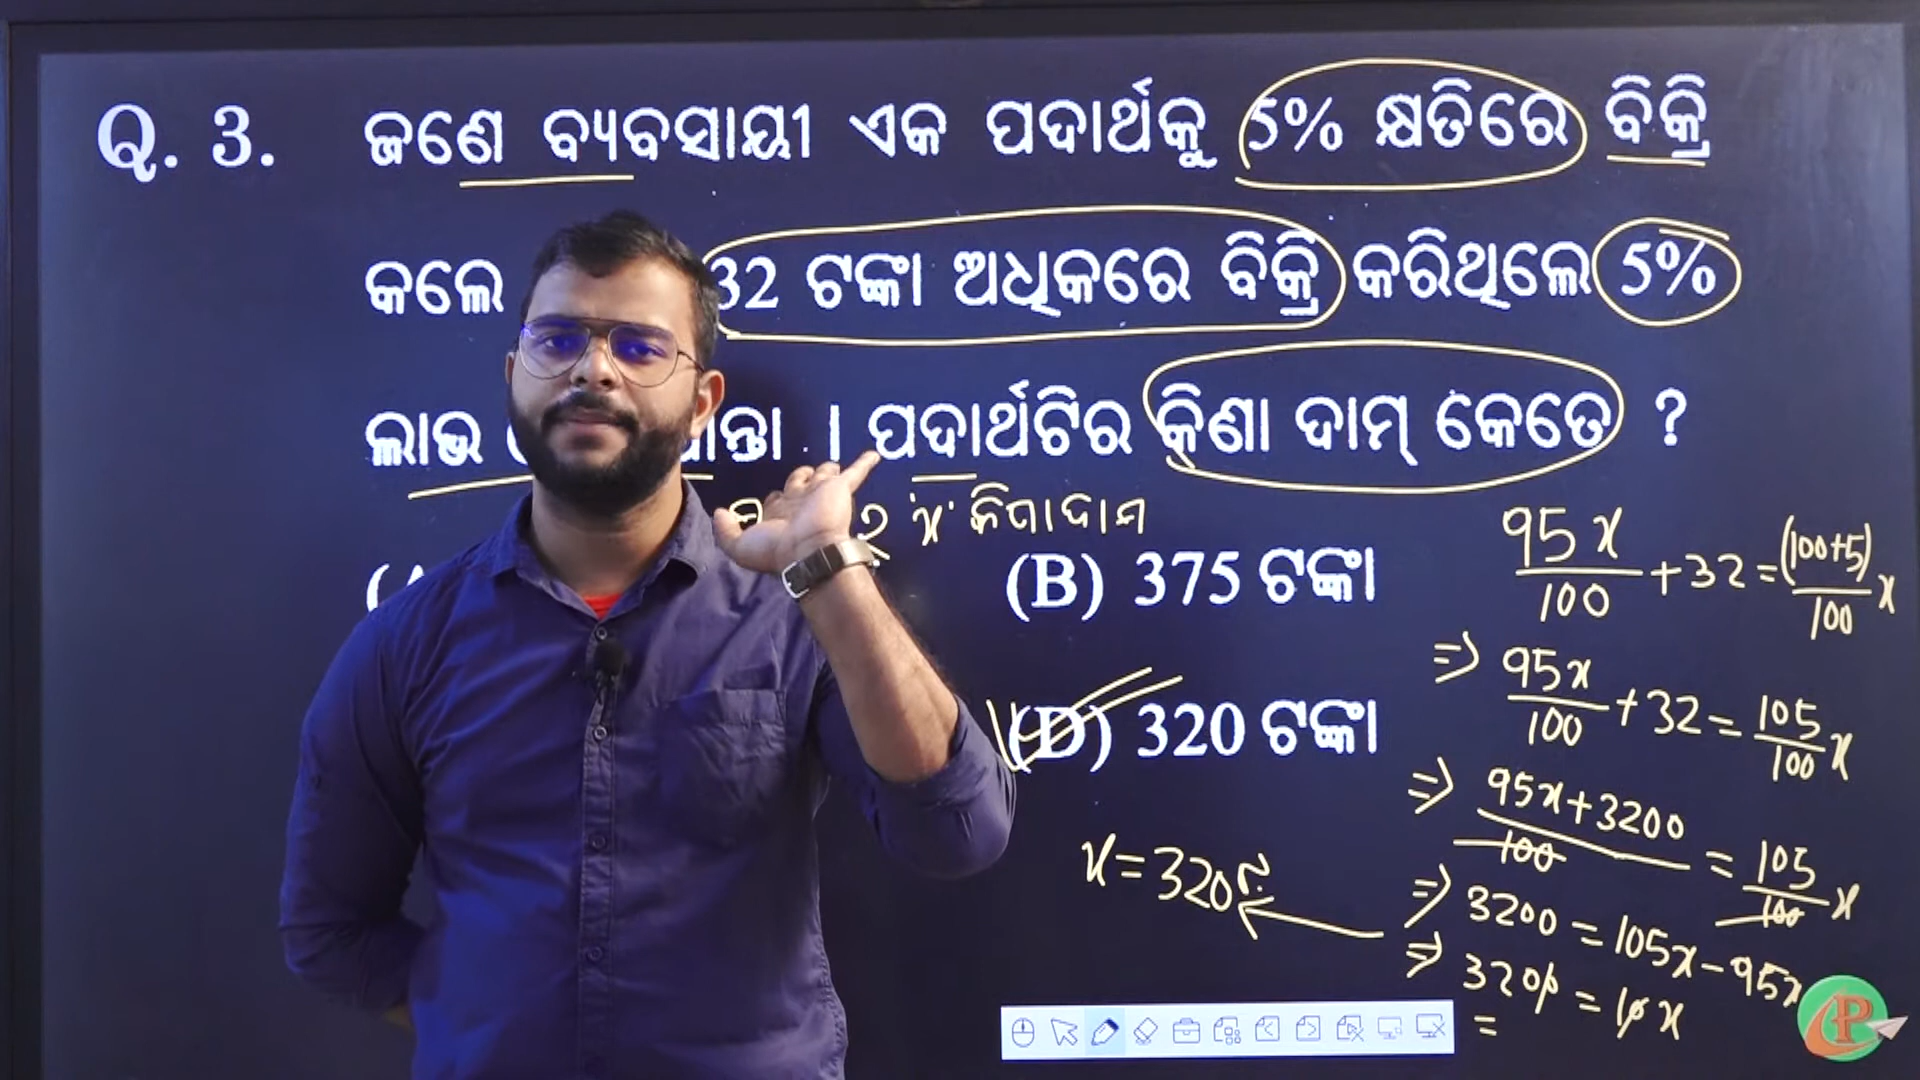 Q. 3. ଜଣେ ବ୍ୟବସାୟୀ ଏକ ପଦାର୍ଥକୁ 5% କ୍ଷତିରେ ବିକ୍ରି
କଲେ 32 ଟଙ୍କା ଅଧିକରେ ବିକ୍ରି କରିଥିଲେ 5%
ଲାଭ । ପଦାର୍ଥଟିର କିଣା ଦାମ୍ କେତେ ?
x କିଣାଦାମ
(B) 375 ଟଙ୍କା
(D) 320 ଟଙ୍କା
95x/100 + 32 = (100+5)/100 x
⇒ 95x/100 + 32 = 105/100 x
⇒ 95x+3200/100 = 105/100 x
⇒ 3200 = 105x - 95x
⇒ 3200 = 10x
=
x = 320